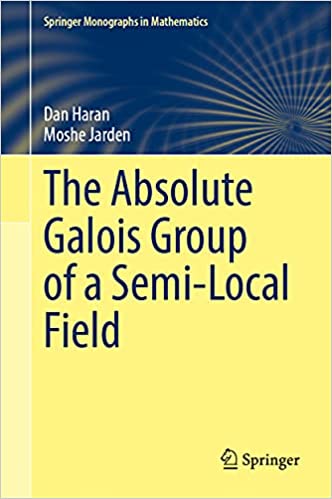 Springer Monographs in Mathematics
Dan Haran
Moshe Jarden
The Absolute
Galois Group
of a Semi-Local
Field
Springer